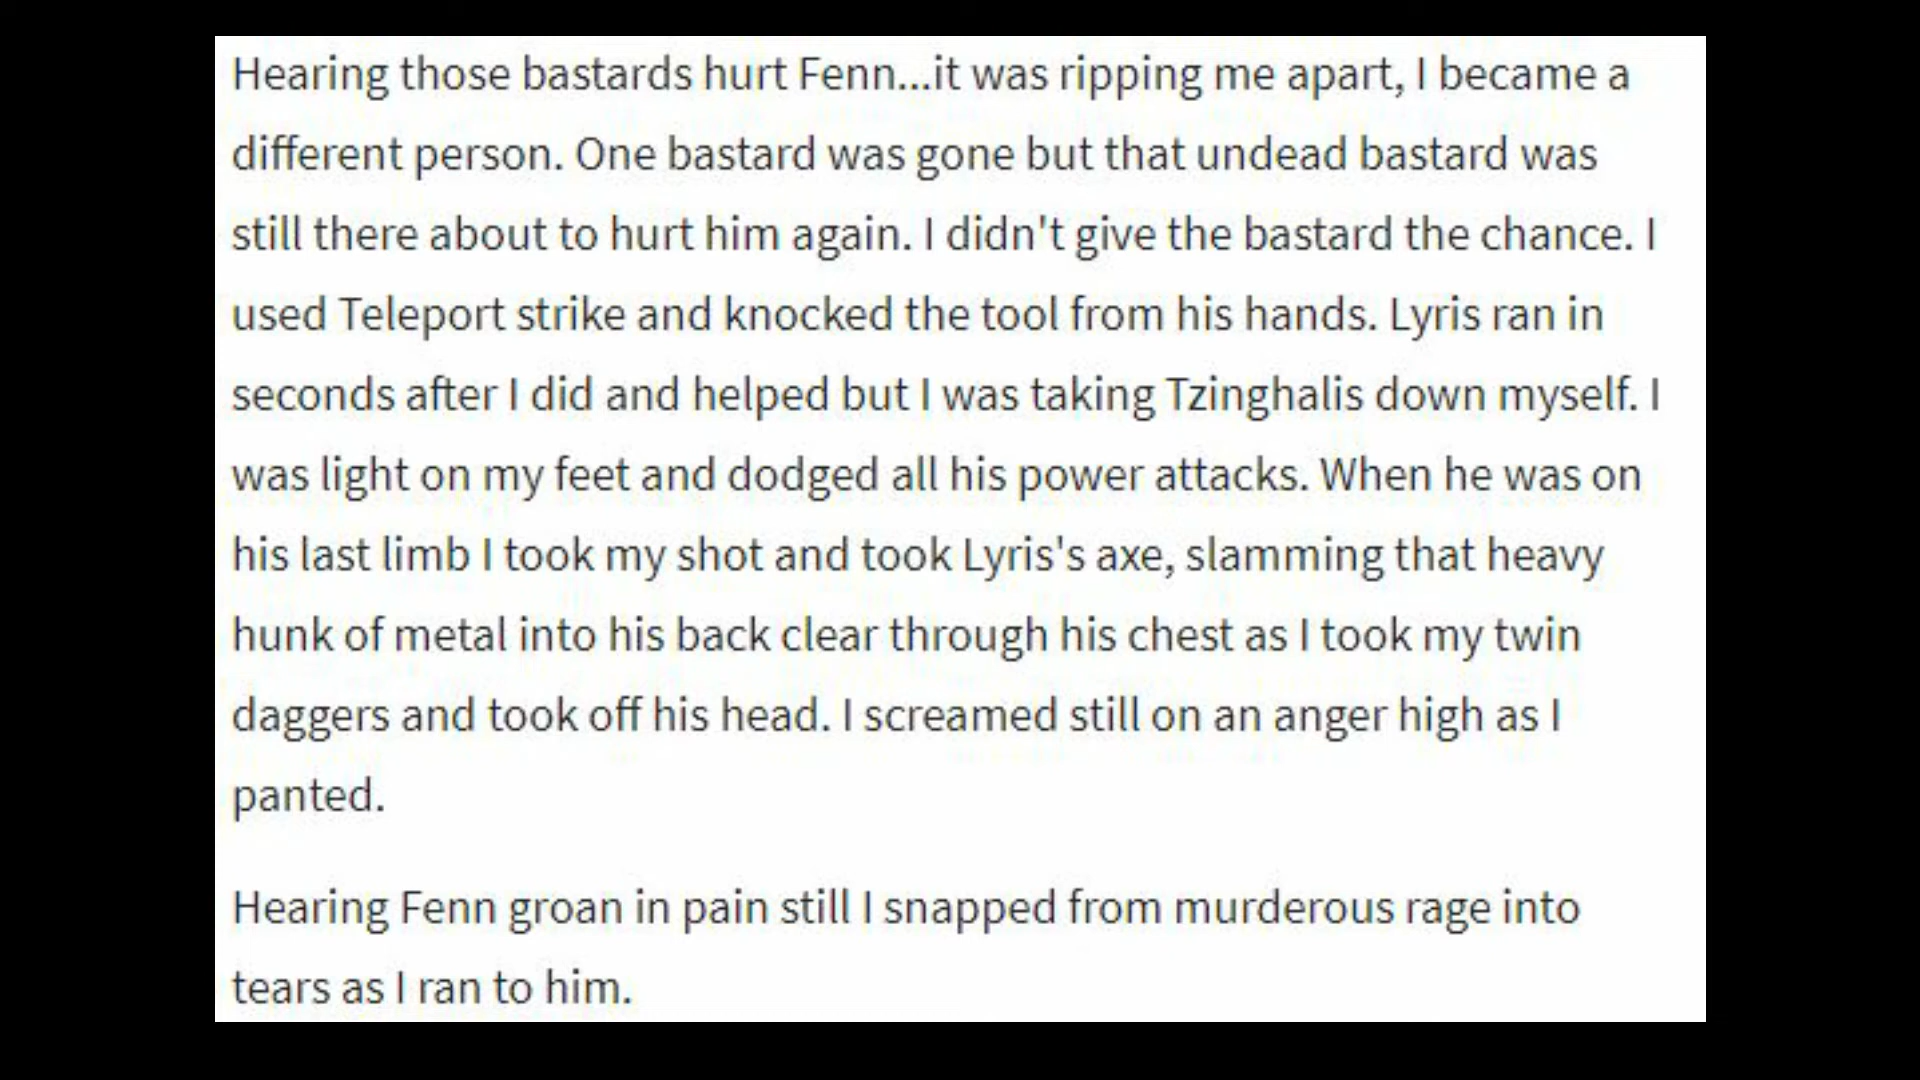 Hearing those bastards hurt Fenn...it was ripping me apart, I became a
different person. One bastard was gone but that undead bastard was
still there about to hurt him again. I didn't give the bastard the chance. I
used Teleport strike and knocked the tool from his hands. Lyris ran in
seconds after I did and helped but I was taking Tzinghalis down myself. I
was light on my feet and dodged all his power attacks. When he was on
his last limb I took my shot and took Lyris's axe, slamming that heavy
hunk of metal into his back clear through his chest as I took my twin
daggers and took off his head. I screamed still on an anger high as I
panted.
Hearing Fenn groan in pain still I snapped from murderous rage into
tears as I ran to him.